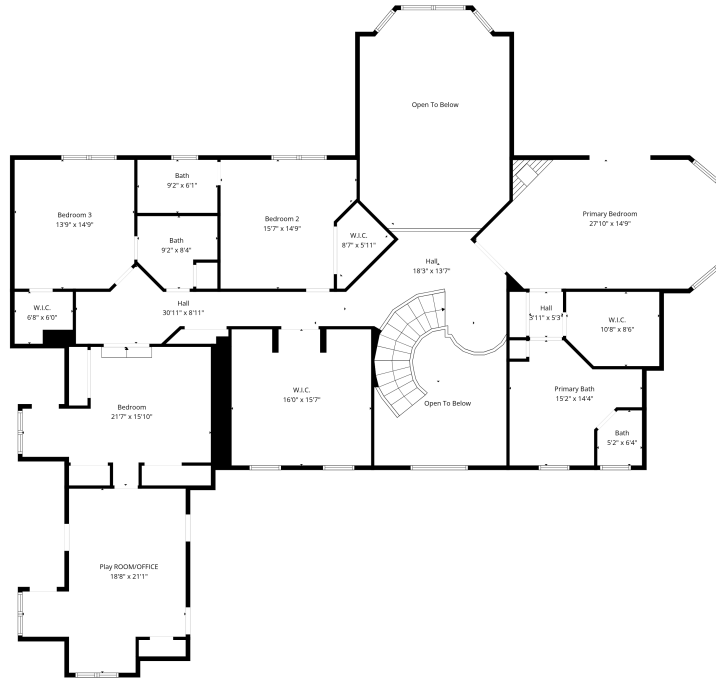 Open To Below
Bath
9'2" x 6'1"
Bedroom 3
13'9" x 14'9"
Bedroom 2
15'7" x 14'9"
Primary Bedroom
27'10" x 14'9"
Bath
9'2" x 8'4"
W.I.C.
8'7" x 5'11"
Hall
18'3" x 13'7"
W.I.C.
6'8" x 6'0"
Hall
30'11" x 8'11"
Hall
3'11" x 5'3"
W.I.C.
10'8" x 8'6"
W.I.C.
16'0" x 15'7"
Primary Bath
15'2" x 14'4"
Bedroom
21'7" x 15'10"
Open To Below
Bath
5'2" x 6'4"
Play ROOM/OFFICE
18'8" x 21'1"